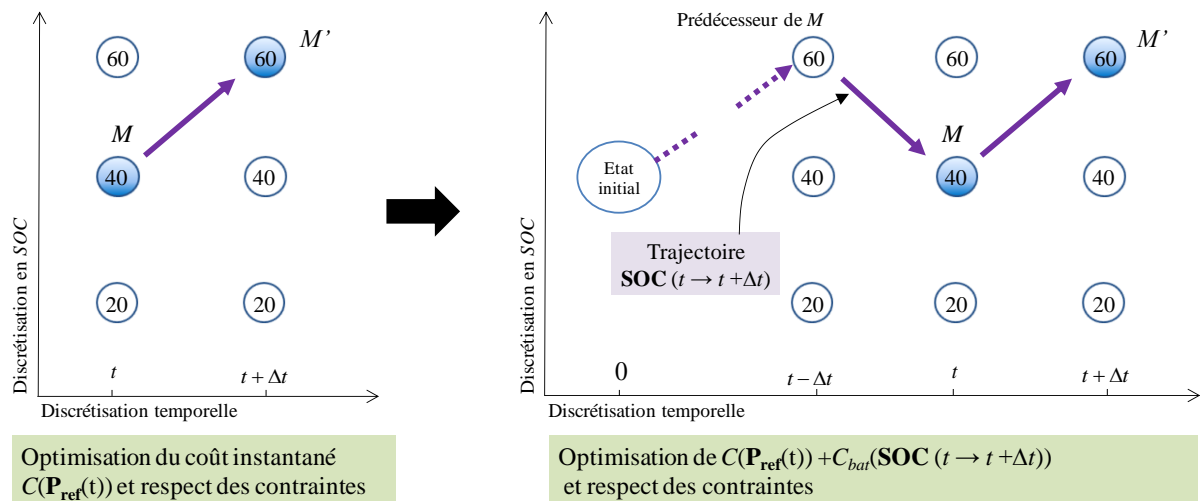 Discrétisation en SOC
60
60
M'
M
40
40
20
20
t
t + Δt
Discrétisation temporelle
Optimisation du coût instantané
C(Pref(t)) et respect des contraintes
Prédécesseur de M
Discrétisation en SOC
60
60
60
M'
Etat
initial
M
40
40
40
Trajectoire
SOC (t → t +Δt)
20
20
20
0
t – Δt
t
t + Δt
Discrétisation temporelle
Optimisation de C(Pref(t)) +Cbat(SOC (t → t +Δt))
et respect des contraintes